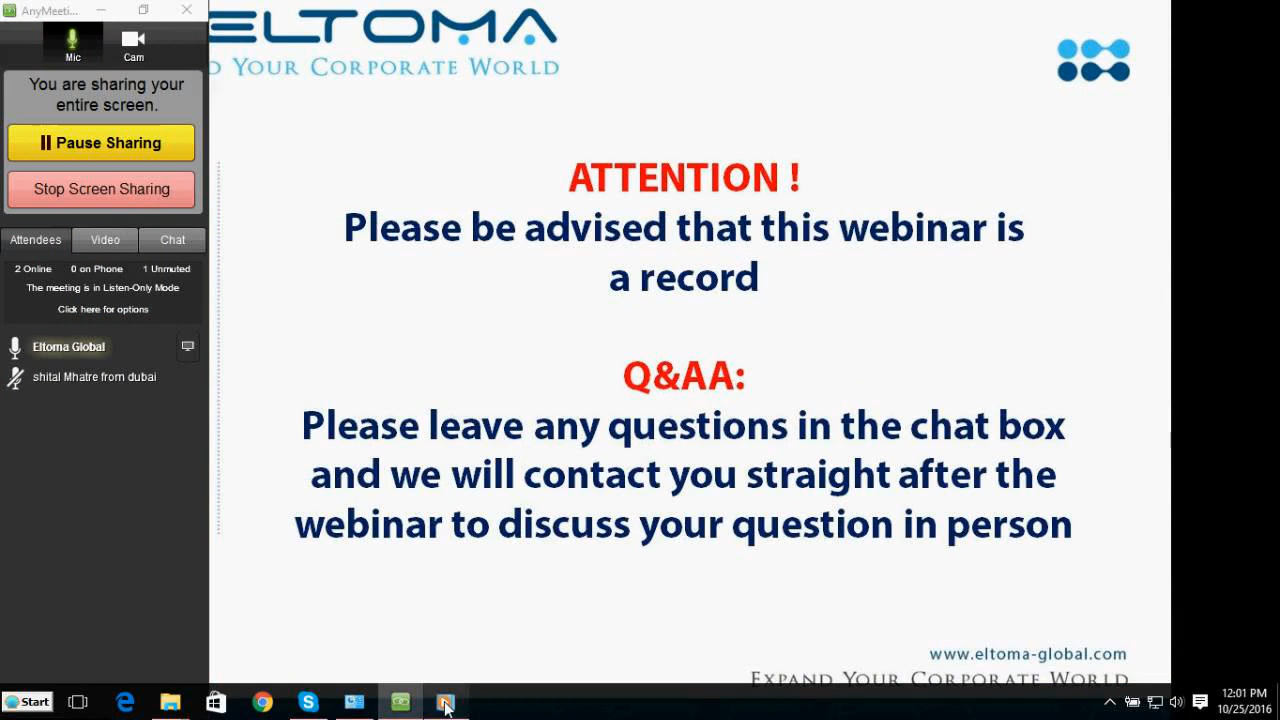 AnyMeeti...
Mic
Cam
You are sharing your
entire screen.
Pause Sharing
Stop Screen Sharing
Attendees
Video
Chat
2 Online
0 on Phone
1 Unmuted
The meeting is in Listen-Only Mode
Click here for options
Eltoma Global
shital Mhatre from dubai
ELTOMA
D YOUR CORPORATE WORLD
ATTENTION !
Please be advised that this webinar is
a record
Q&AA:
Please leave any questions in the chat box
and we will contact you straight after the
webinar to discuss your question in person
www.eltoma-global.com
EXPAND YOUR CORPORATE WORLD
Start
12:01 PM
10/25/2016